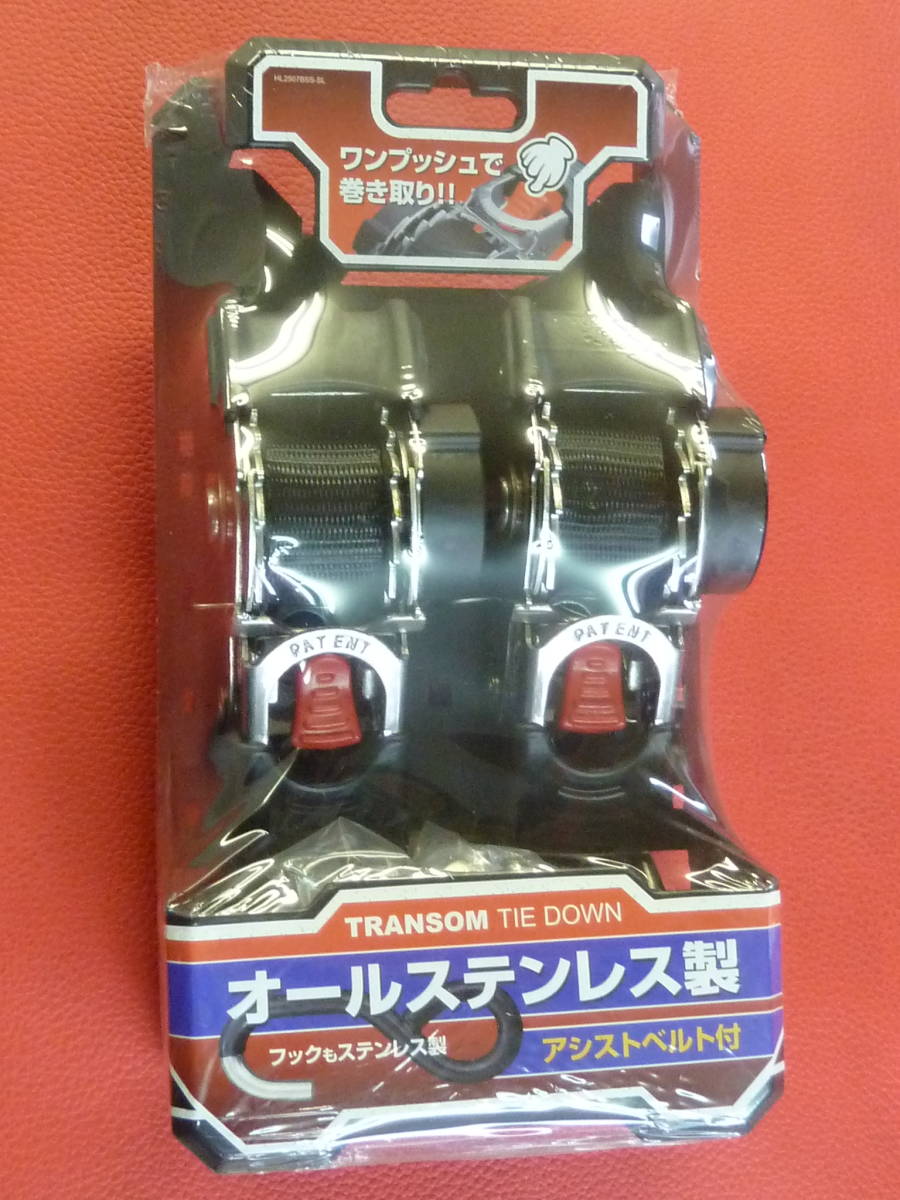 HL2507BSS-SL
ワンプッシュで
巻き取り!!
PATENT
PATENT
TRANSOM TIE DOWN
オールステンレス製
フックもステンレス製
アシストベルト付